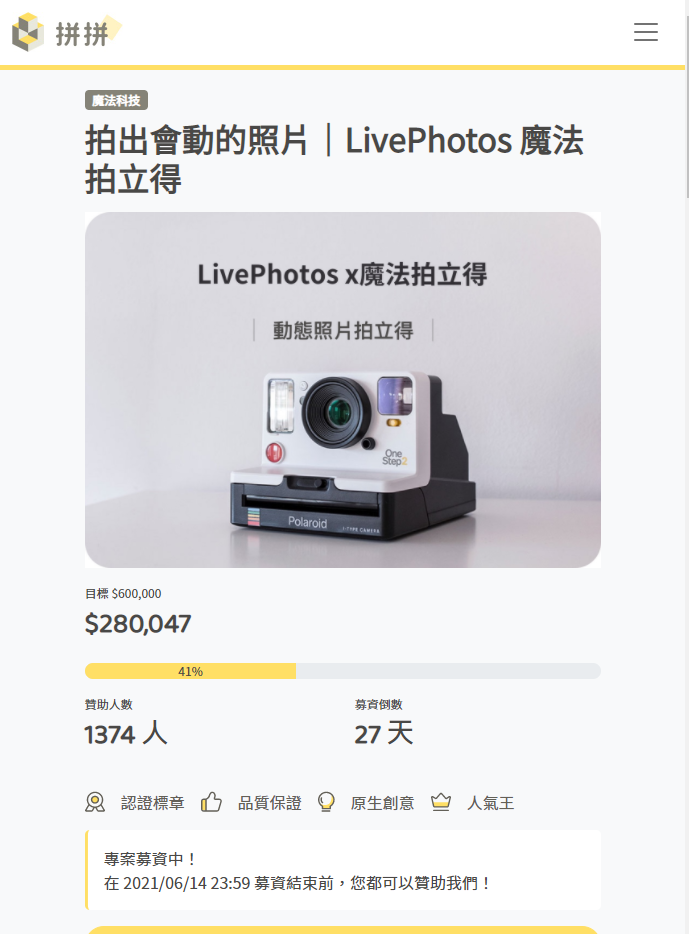 拼拼
魔法科技
拍出會動的照片｜LivePhotos 魔法
拍立得
LivePhotos x魔法拍立得
動態照片拍立得
One
Step2
Polaroid
i-TYPE CAMERA
目標 $600,000
$280,047
41%
贊助人數
募資倒數
1374 人
27 天
認證標章
品質保證
原生創意
人氣王
專案募資中！
在 2021/06/14 23:59 募資結束前，您都可以贊助我們！